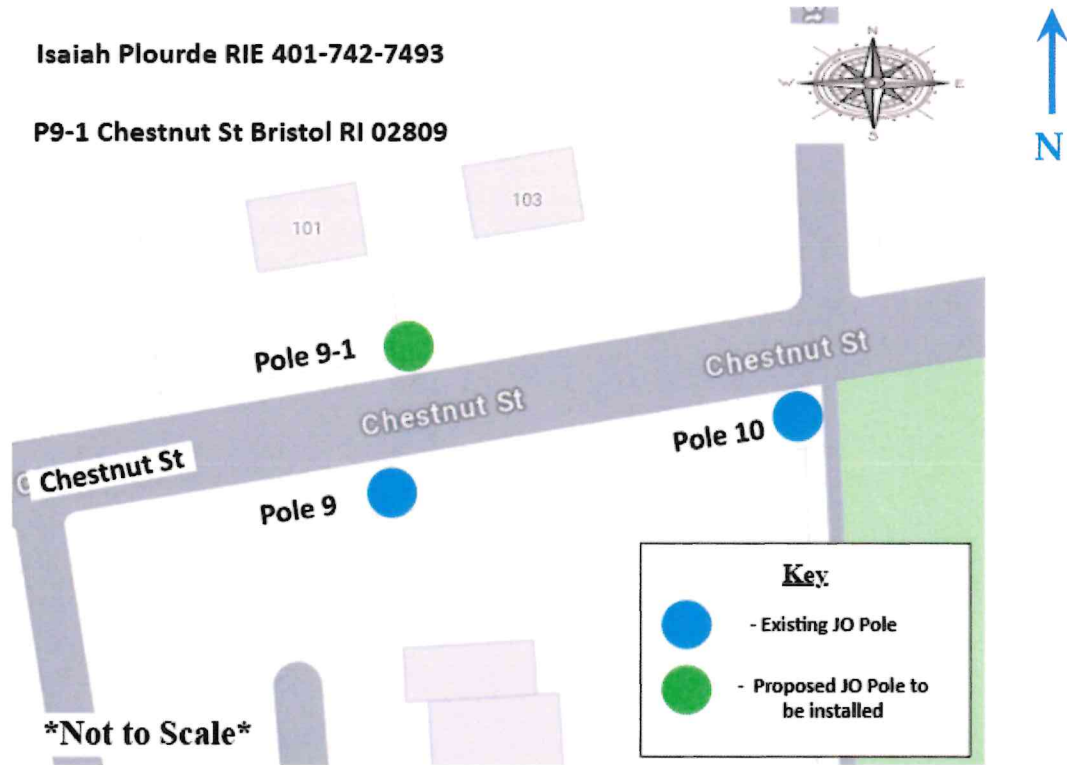 Isaiah Plourde RIE 401-742-7493
P9-1 Chestnut St Bristol RI 02809
N
W
E
S
N
101
103
Pole 9-1
Chestnut St
Chestnut St
Pole 10
Chestnut St
Pole 9
Key
- Existing JO Pole
- Proposed JO Pole to
be installed
*Not to Scale*